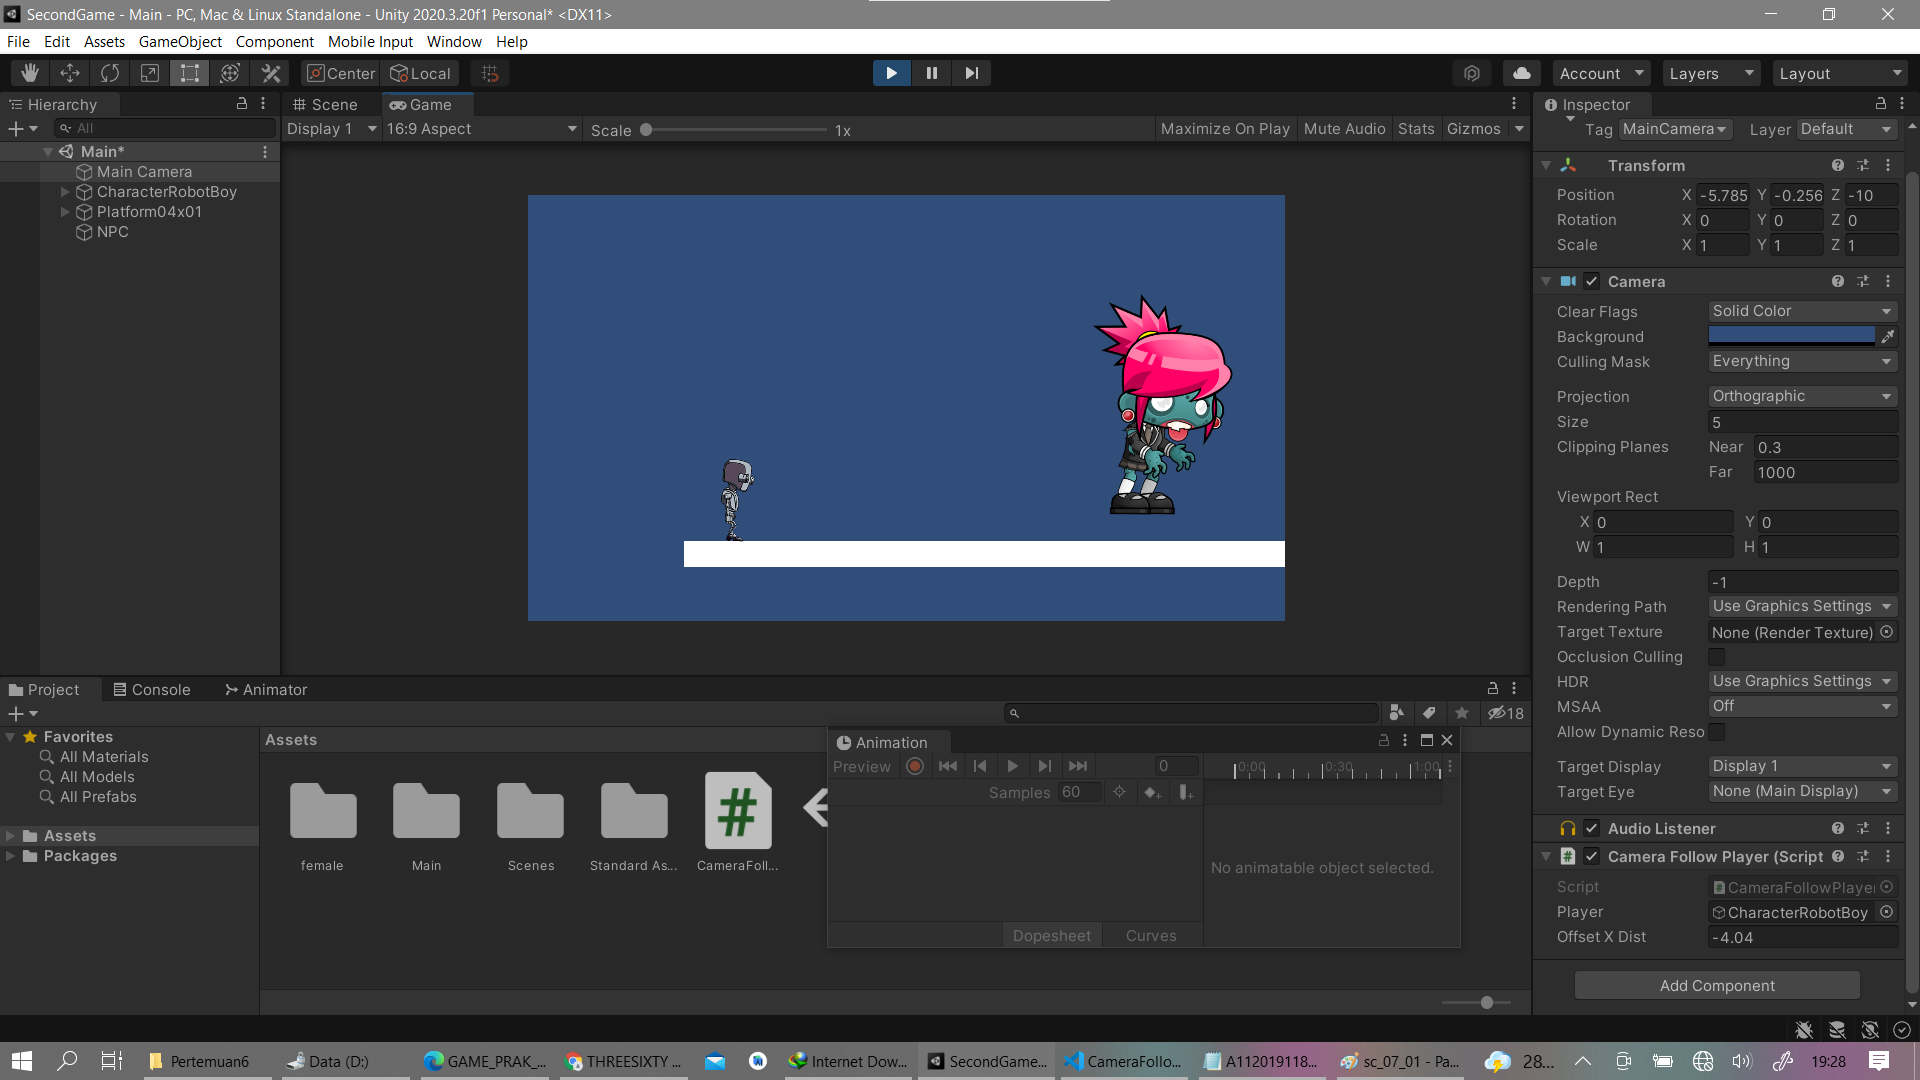 SecondGame - Main - PC, Mac & Linux Standalone - Unity 2020.3.20f1 Personal* <DX11>
File Edit Assets GameObject Component Mobile Input Window Help
Center Local Account Layers Layout
Hierarchy
All
Main*
Main Camera
CharacterRobotBoy
Platform04x01
NPC
Scene Game
Display 1 16:9 Aspect Scale 1x Maximize On Play Mute Audio Stats Gizmos
Inspector
Tag MainCamera Layer Default
Transform
Position X -5.785 Y -0.256 Z -10
Rotation X 0 Y 0 Z 0
Scale X 1 Y 1 Z 1
Camera
Clear Flags Solid Color
Background
Culling Mask Everything
Projection Orthographic
Size 5
Clipping Planes Near 0.3
Far 1000
Viewport Rect
X 0 Y 0
W 1 H 1
Depth -1
Rendering Path Use Graphics Settings
Target Texture None (Render Texture)
Occlusion Culling
HDR Use Graphics Settings
MSAA Off
Allow Dynamic Reso
Target Display Display 1
Target Eye None (Main Display)
Audio Listener
# Camera Follow Player (Script
Script # CameraFollowPlaye
Player CharacterRobotBoy
Offset X Dist -4.04
Add Component
Project Console Animator
18
Favorites
All Materials
All Models
All Prefabs
Assets
Packages
Assets
#
female Main Scenes Standard As... CameraFoll...
Animation
Preview 0 0:00 0:30 1:00
Samples 60
No animatable object selected.
Dopesheet Curves
Pertemuan6 Data (D:) GAME_PRAK_... THREESIXTY ... Internet Dow... SecondGame... CameraFollo... A112019118... sc_07_01 - Pa... 28... 19:28